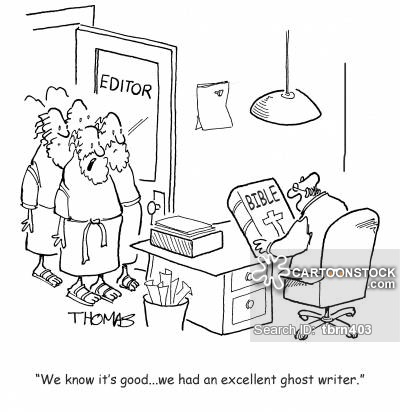 EDITOR
BIBLE
THOMAS
CARTOONSTOCK
.com
Search ID: tbrn403
"We know it's good...we had an excellent ghost writer."